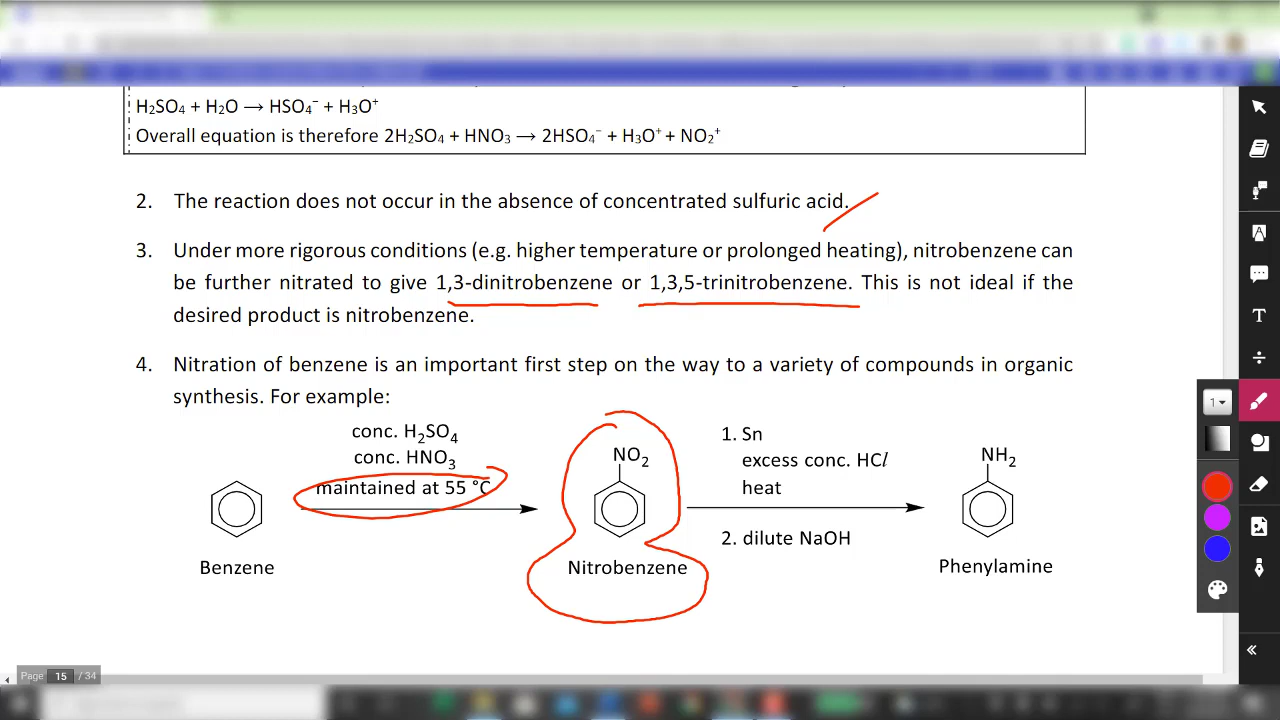 H₂SO₄ + H₂O ⟶ HSO₄⁻ + H₃O⁺
Overall equation is therefore 2H₂SO₄ + HNO₃ ⟶ 2HSO₄⁻ + H₃O⁺ + NO₂⁺
2. The reaction does not occur in the absence of concentrated sulfuric acid.
3. Under more rigorous conditions (e.g. higher temperature or prolonged heating), nitrobenzene can
be further nitrated to give 1,3-dinitrobenzene or 1,3,5-trinitrobenzene. This is not ideal if the
desired product is nitrobenzene.
4. Nitration of benzene is an important first step on the way to a variety of compounds in organic
synthesis. For example:
conc. H₂SO₄
conc. HNO₃
maintained at 55 °C
Benzene
NO₂
Nitrobenzene
1. Sn
excess conc. HCl
heat
2. dilute NaOH
NH₂
Phenylamine
Page 15 / 34
1
T